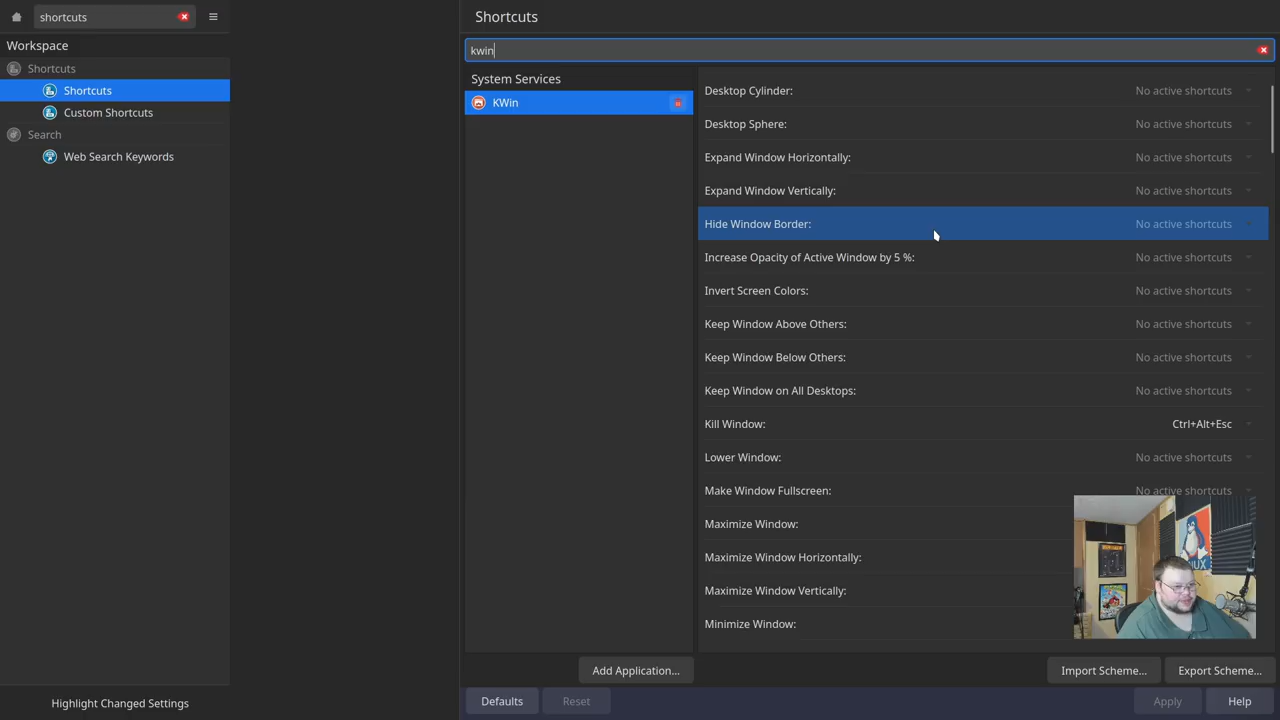 shortcuts
Shortcuts
Workspace
kwin
Shortcuts
System Services
Shortcuts
KWin
Custom Shortcuts
Search
Web Search Keywords
Desktop Cylinder: No active shortcuts
Desktop Sphere: No active shortcuts
Expand Window Horizontally: No active shortcuts
Expand Window Vertically: No active shortcuts
Hide Window Border: No active shortcuts
Increase Opacity of Active Window by 5 %: No active shortcuts
Invert Screen Colors: No active shortcuts
Keep Window Above Others: No active shortcuts
Keep Window Below Others: No active shortcuts
Keep Window on All Desktops: No active shortcuts
Kill Window: Ctrl+Alt+Esc
Lower Window: No active shortcuts
Make Window Fullscreen: No active shortcuts
Maximize Window:
Maximize Window Horizontally:
Maximize Window Vertically:
Minimize Window:
Add Application... Import Scheme... Export Scheme...
Highlight Changed Settings
Defaults Reset Apply Help